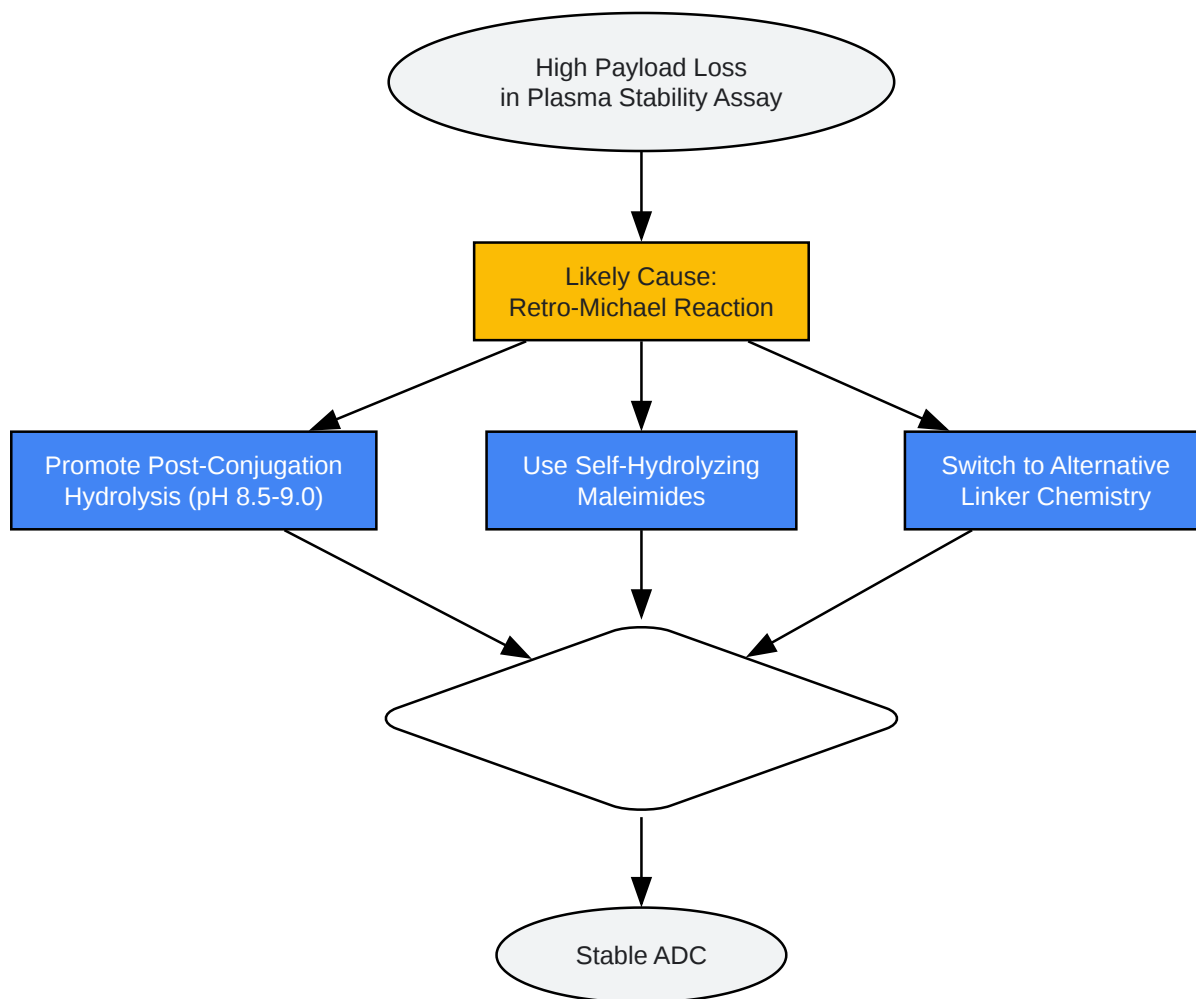 High Payload Loss
in Plasma Stability Assay
Likely Cause:
Retro-Michael Reaction
Promote Post-Conjugation
Hydrolysis (pH 8.5-9.0)
Use Self-Hydrolyzing
Maleimides
Switch to Alternative
Linker Chemistry
Stable ADC